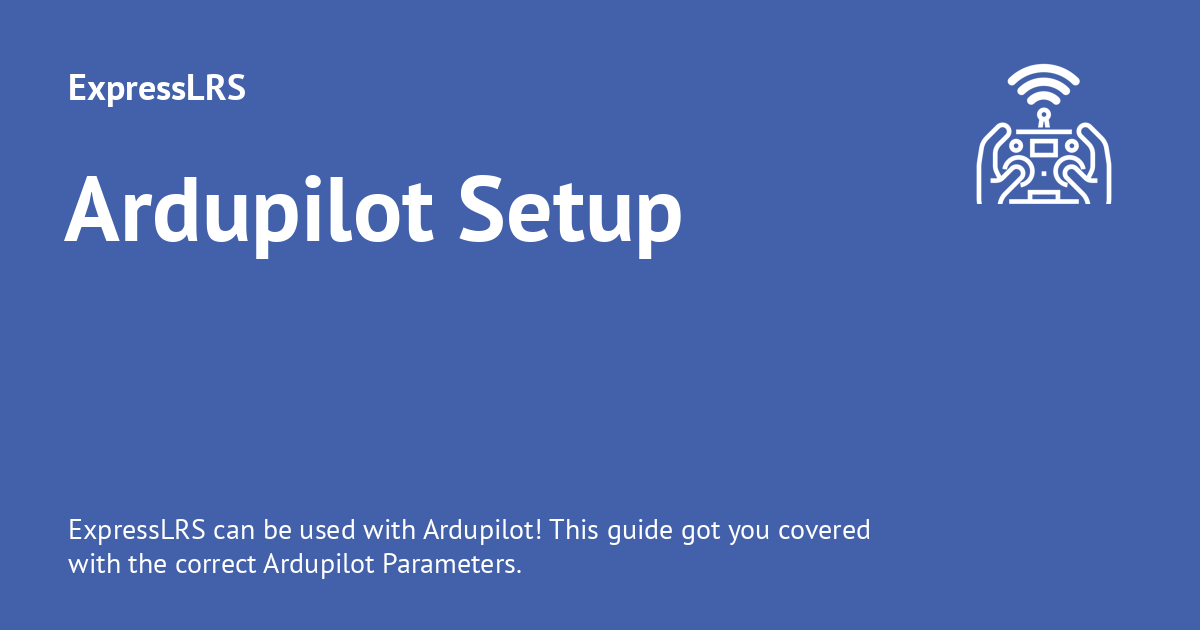 ExpressLRS
Ardupilot Setup
ExpressLRS can be used with Ardupilot! This guide got you covered
with the correct Ardupilot Parameters.